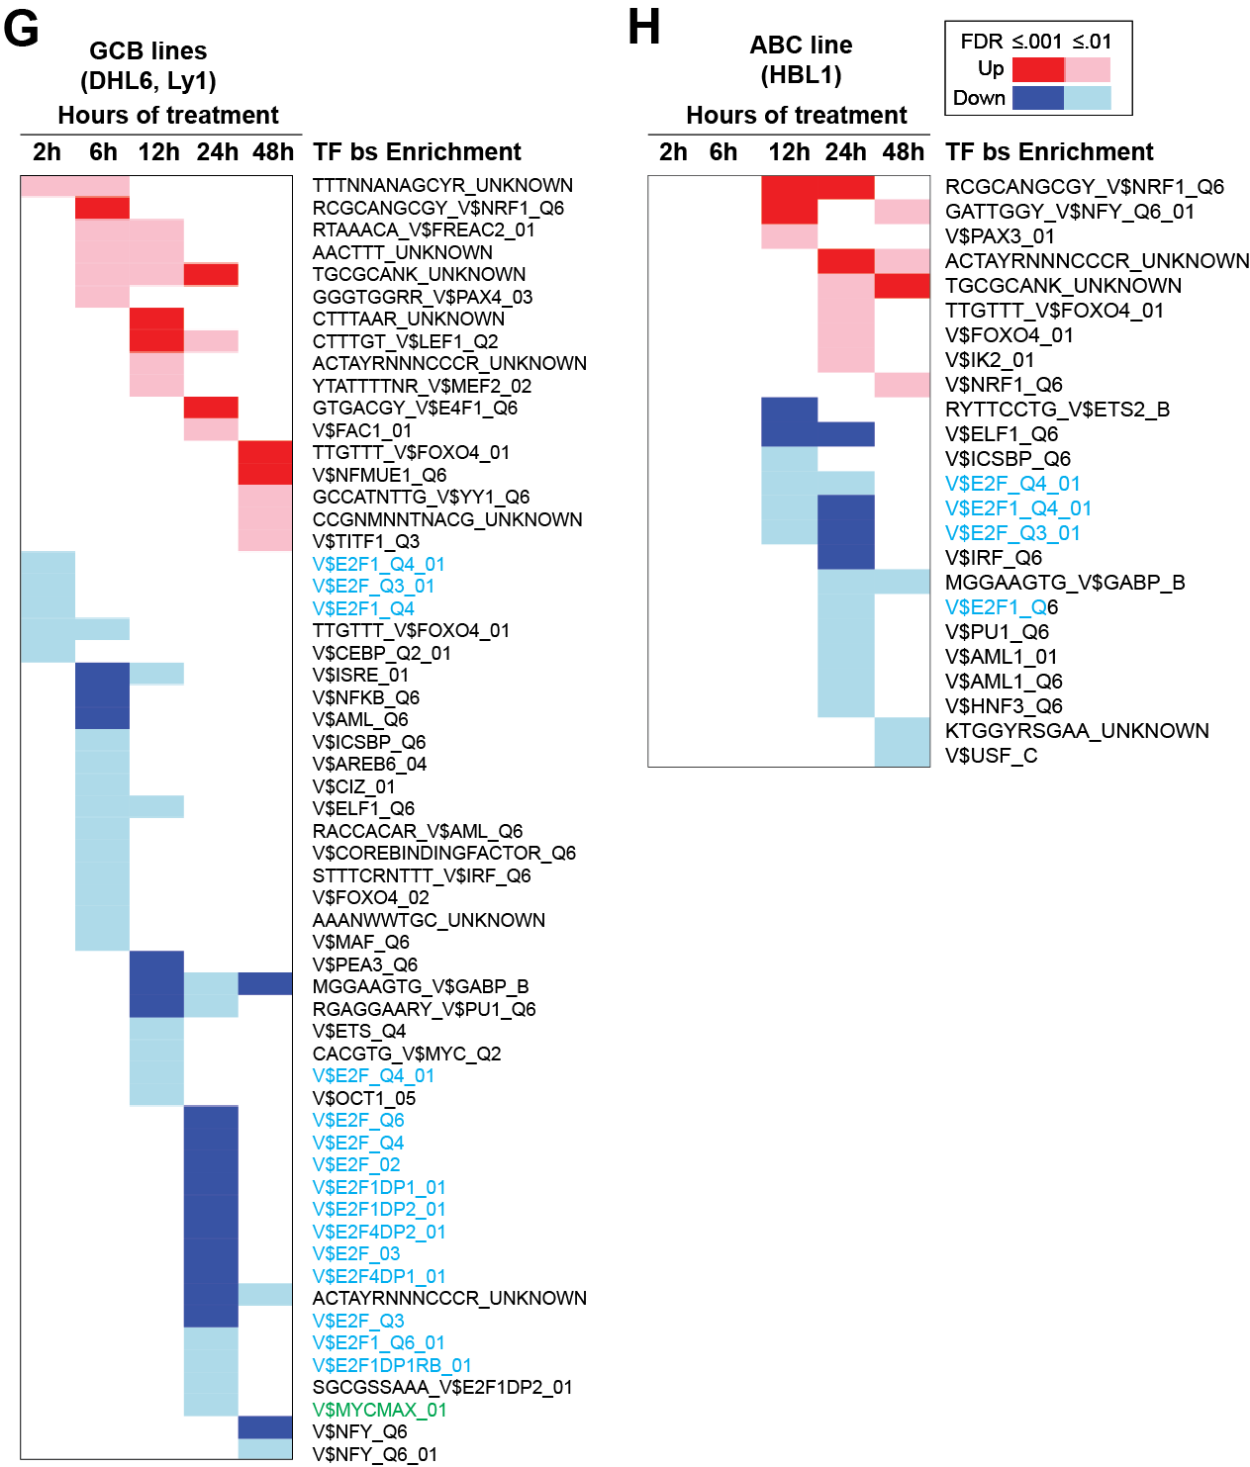 G
GCB lines
(DHL6, Ly1)
Hours of treatment
2h 6h 12h 24h 48h TF bs Enrichment
TTTNNANAGCYR_UNKNOWN
RCGCANGCGY_V$NRF1_Q6
RTAAACA_V$FREAC2_01
AACTTT_UNKNOWN
TGCGCANK_UNKNOWN
GGGTGGRR_V$PAX4_03
CTTTAAR_UNKNOWN
CTTTGT_V$LEF1_Q2
ACTAYRNNNCCCR_UNKNOWN
YTATTTTNR_V$MEF2_02
GTGACGY_V$E4F1_Q6
V$FAC1_01
TTGTTT_V$FOXO4_01
V$NFMUE1_Q6
GCCATNTTG_V$YY1_Q6
CCGNMNNTNACG_UNKNOWN
V$TITF1_Q3
V$E2F1_Q4_01
V$E2F_Q3_01
V$E2F1_Q4
TTGTTT_V$FOXO4_01
V$CEBP_Q2_01
V$ISRE_01
V$NFKB_Q6
V$AML_Q6
V$ICSBP_Q6
V$AREB6_04
V$CIZ_01
V$ELF1_Q6
RACCACAR_V$AML_Q6
V$COREBINDINGFACTOR_Q6
STTTCRNTTT_V$IRF_Q6
V$FOXO4_02
AAANWWTGC_UNKNOWN
V$MAF_Q6
V$PEA3_Q6
MGGAAGTG_V$GABP_B
RGAGGAARY_V$PU1_Q6
V$ETS_Q4
CACGTG_V$MYC_Q2
V$E2F_Q4_01
V$OCT1_05
V$E2F_Q6
V$E2F_Q4
V$E2F_02
V$E2F1DP1_01
V$E2F1DP2_01
V$E2F4DP2_01
V$E2F_03
V$E2F4DP1_01
ACTAYRNNNCCCR_UNKNOWN
V$E2F_Q3
V$E2F1_Q6_01
V$E2F1DP1RB_01
SGCGSSAAA_V$E2F1DP2_01
V$MYCMAX_01
V$NFY_Q6
V$NFY_Q6_01
H
ABC line
(HBL1)
FDR ≤.001 ≤.01
Up
Down
Hours of treatment
2h 6h 12h 24h 48h TF bs Enrichment
RCGCANGCGY_V$NRF1_Q6
GATTGGY_V$NFY_Q6_01
V$PAX3_01
ACTAYRNNNCCCR_UNKNOWN
TGCGCANK_UNKNOWN
TTGTTT_V$FOXO4_01
V$FOXO4_01
V$IK2_01
V$NRF1_Q6
RYTTCCTG_V$ETS2_B
V$ELF1_Q6
V$ICSBP_Q6
V$E2F_Q4_01
V$E2F1_Q4_01
V$E2F_Q3_01
V$IRF_Q6
MGGAAGTG_V$GABP_B
V$E2F1_Q6
V$PU1_Q6
V$AML1_01
V$AML1_Q6
V$HNF3_Q6
KTGGYRSGAA_UNKNOWN
V$USF_C